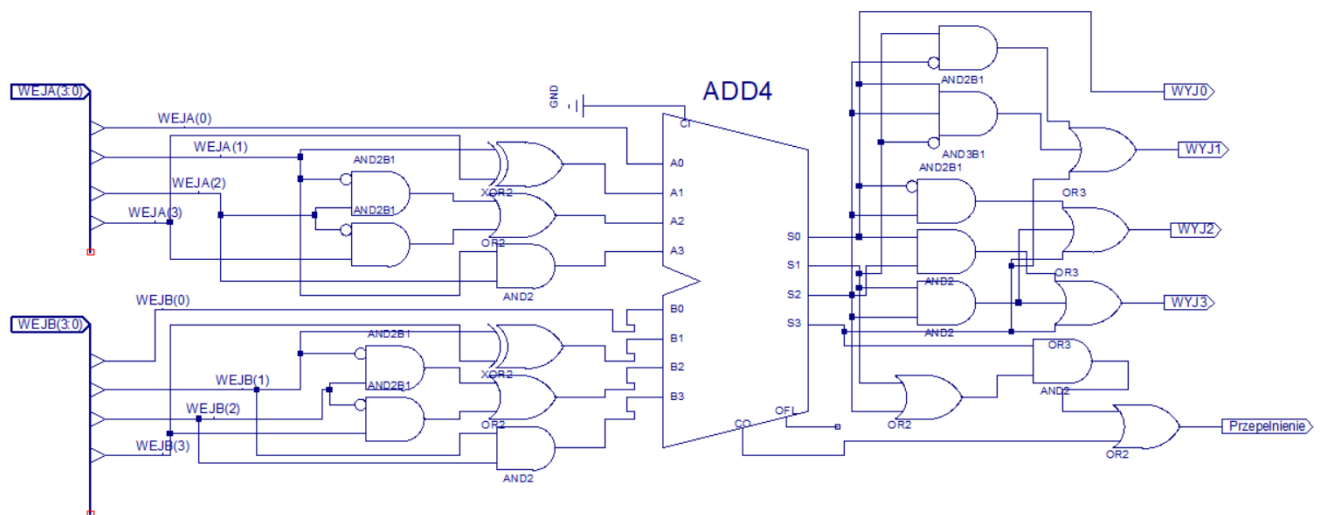 WEJA(3:0)
WEJA(0)
WEJA(1)
WEJA(2)
WEJA(3)
AND2B1
AND2B1
XOR2
OR2
AND2
GND
ADD4
CI
A0
A1
A2
A3
B0
B1
B2
B3
S0
S1
S2
S3
CO
OFL
WEJB(3:0)
WEJB(0)
WEJB(1)
WEJB(2)
WEJB(3)
AND2B1
AND2B1
XOR2
OR2
AND2
AND2B1
AND3B1
AND2B1
AND2
AND2
OR3
OR3
OR3
AND2
OR2
OR2
WYJ0
WYJ1
WYJ2
WYJ3
Przepelnienie